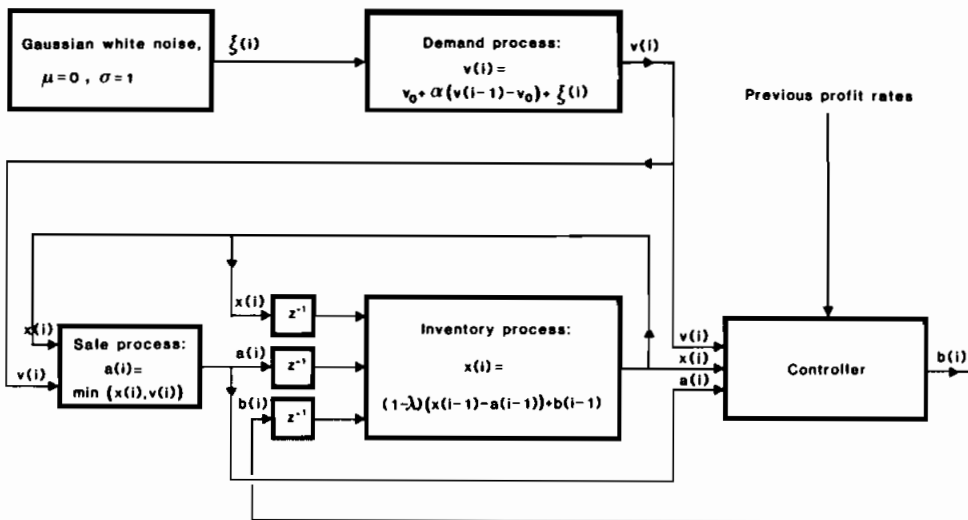 Gaussian white noise,
μ=0 , σ=1
ξ(i)
Demand process:
v(i) =
v₀+ α(v(i-1)-v₀)+ ξ(i)
v(i)
Previous profit rates
x(i)
v(i)
Sale process:
a(i)=
min (x(i),v(i))
x(i)
z⁻¹
a(i)
z⁻¹
b(i)
z⁻¹
Inventory process:
x(i) =
(1-λ)(x(i-1)-a(i-1))+b(i-1)
v(i)
x(i)
a(i)
Controller
b(i)